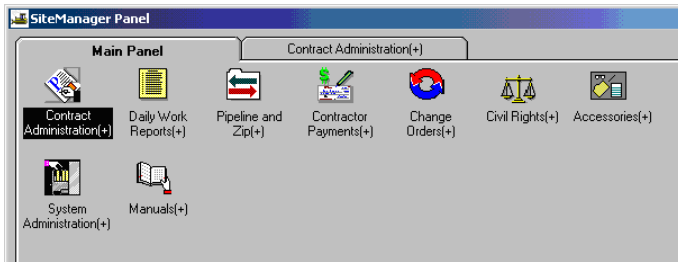 SiteManager Panel
Main Panel
Contract Administration(+)
Contract
Administration(+)
Daily Work
Reports(+)
Pipeline and
Zip(+)
Contractor
Payments(+)
Change
Orders(+)
Civil Rights(+)
Accessories(+)
System
Administration(+)
Manuals(+)